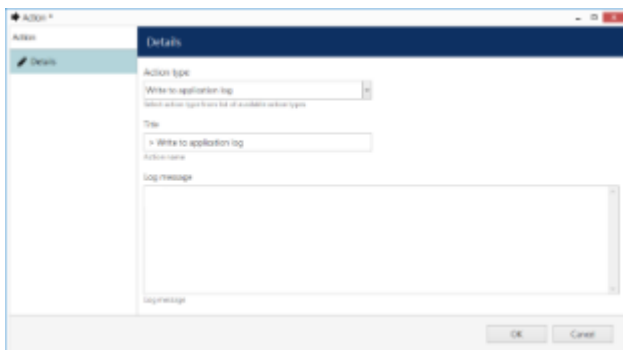 Action *
Action
Details
Details
Action type
Write to application log
Select action type from list of available action types
Title
> Write to application log
Action name
Log message
Log message
OK
Cancel